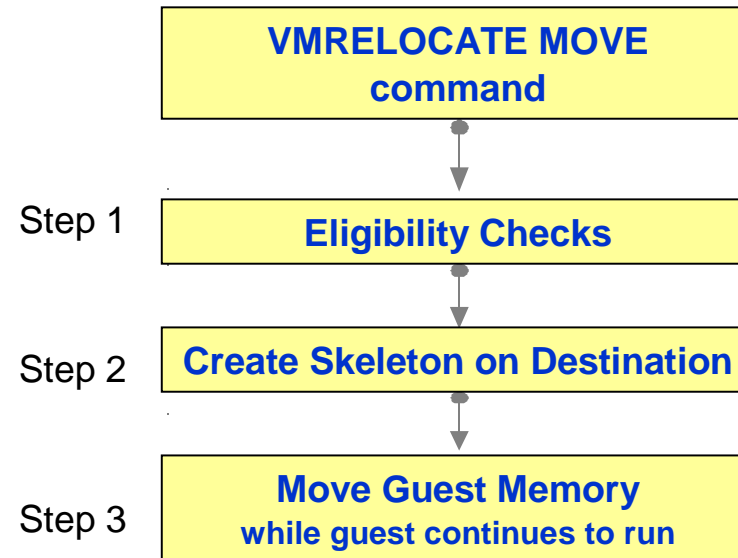 VMRELOCATE MOVE
command
Step 1
Eligibility Checks
Step 2
Create Skeleton on Destination
Step 3
Move Guest Memory
while guest continues to run